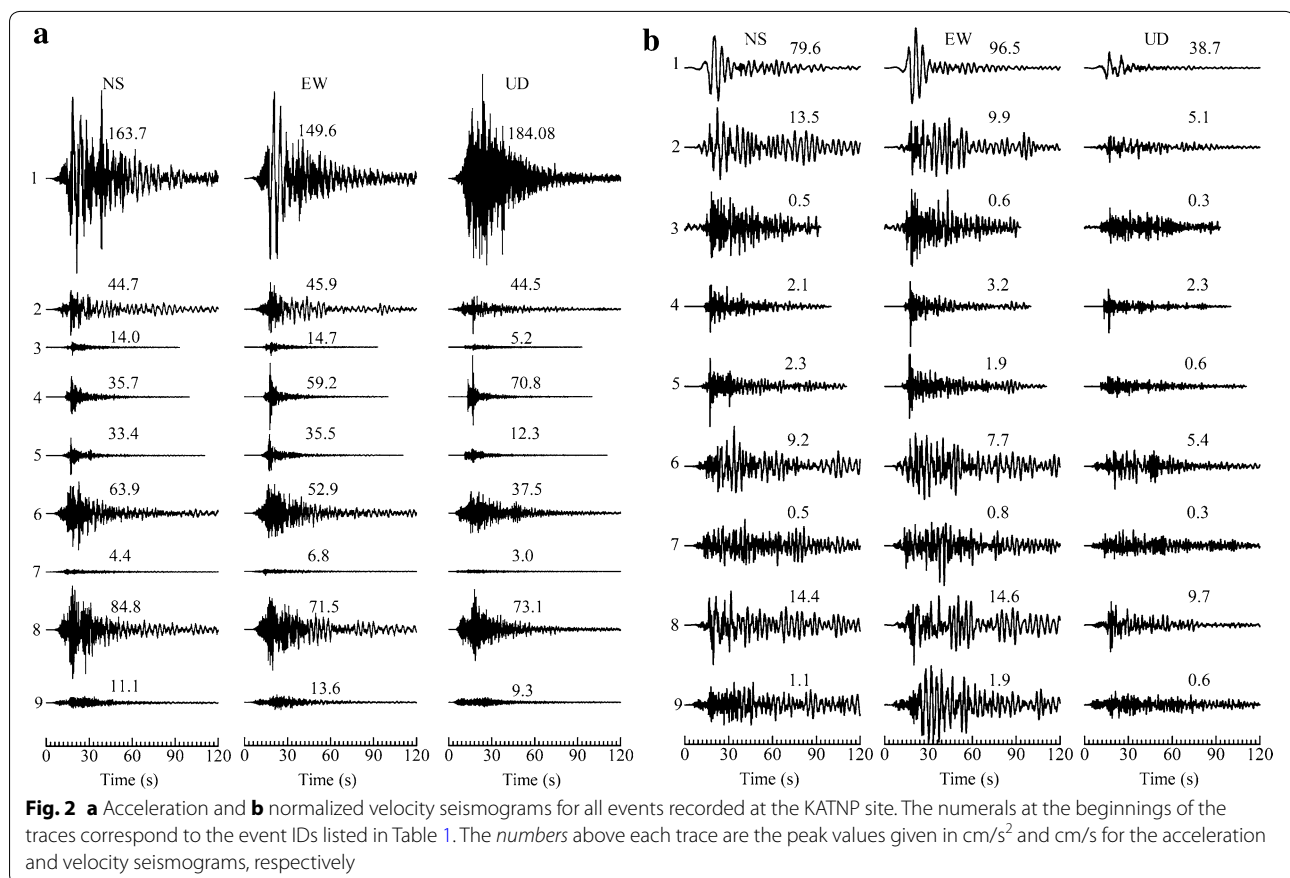 a
NS EW UD
1 163.7 149.6 184.08
2 44.7 45.9 44.5
3 14.0 14.7 5.2
4 35.7 59.2 70.8
5 33.4 35.5 12.3
6 63.9 52.9 37.5
7 4.4 6.8 3.0
8 84.8 71.5 73.1
9 11.1 13.6 9.3
0 30 60 90 120 0 30 60 90 120 0 30 60 90 120
Time (s) Time (s) Time (s)
b
NS EW UD
1 79.6 96.5 38.7
2 13.5 9.9 5.1
3 0.5 0.6 0.3
4 2.1 3.2 2.3
5 2.3 1.9 0.6
6 9.2 7.7 5.4
7 0.5 0.8 0.3
8 14.4 14.6 9.7
9 1.1 1.9 0.6
0 30 60 90 120 0 30 60 90 120 0 30 60 90 120
Time (s) Time (s) Time (s)
Fig. 2 a Acceleration and b normalized velocity seismograms for all events recorded at the KATNP site. The numerals at the beginnings of the
traces correspond to the event IDs listed in Table 1. The numbers above each trace are the peak values given in cm/s² and cm/s for the acceleration
and velocity seismograms, respectively